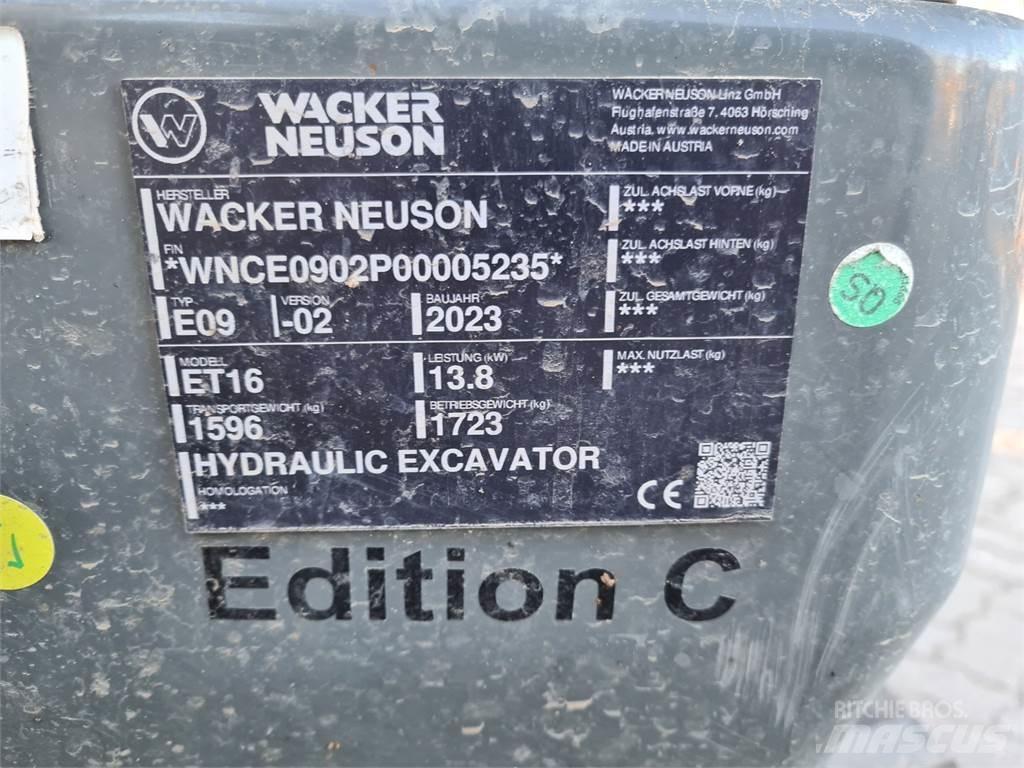 WACKER
NEUSON
WACKER NEUSON Linz GmbH
Flughafenstraße 7, 4063 Hörsching
Austria, www.wackerneuson.com
MADE IN AUSTRIA
HERSTELLER
WACKER NEUSON
FIN
*WNCE0902P00005235*
TYP
E09
VERSION
-02
BAUJAHR
2023
ZUL. ACHSLAST VORNE (kg)
***
ZUL. ACHSLAST HINTEN (kg)
***
ZUL. GESAMTGEWICHT (kg)
***
MODELL
ET16
LEISTUNG (kW)
13.8
MAX. NUTZLAST (kg)
***
TRANSPORTGEWICHT (kg)
1596
BETRIEBSGEWICHT (kg)
1723
HYDRAULIC EXCAVATOR
HOMOLOGATION
***
CE
Edition C
SO
RITCHIE BROS.
MASCUS